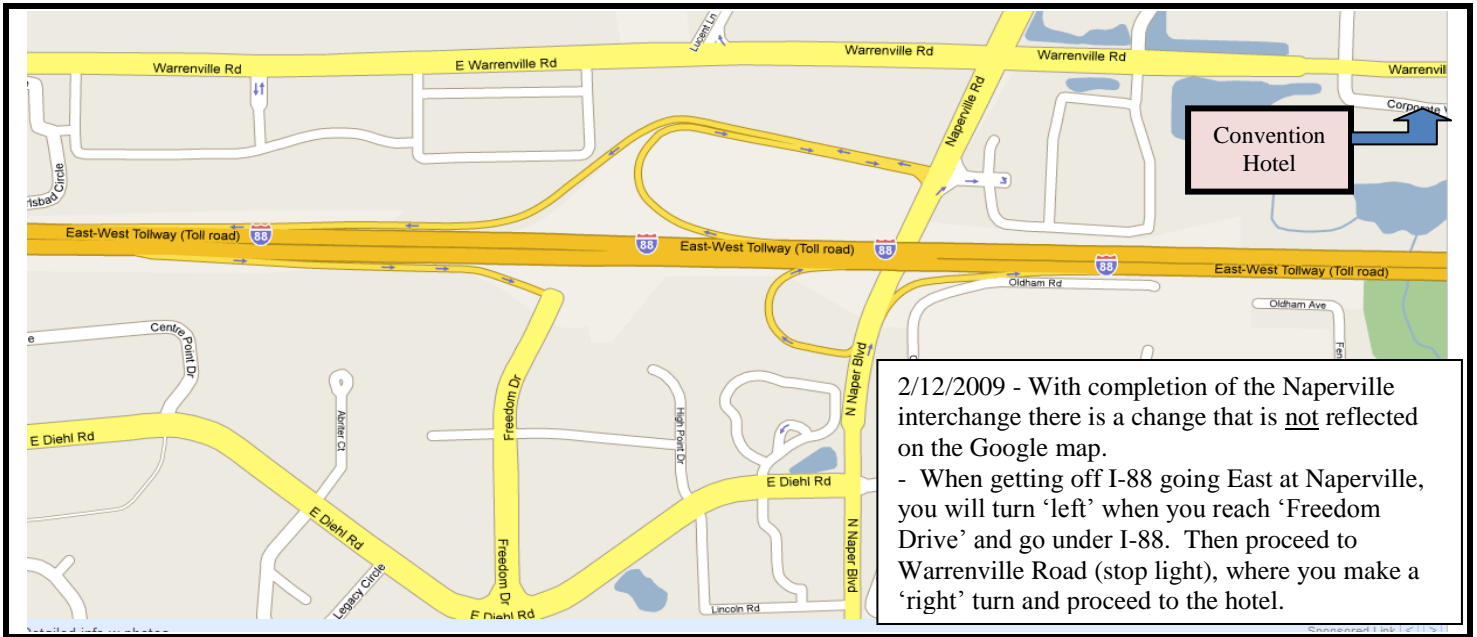 Lucent Ln
Warrenville Rd
E Warrenville Rd
Warrenville Rd
Warrenville Rd
Naperville Rd
Convention
Hotel
East-West Tollway (Toll road)
88
88
East-West Tollway (Toll road)
88
88
East-West Tollway (Toll road)
Oldham Rd
Oldham Ave
Centre Point Dr
Freedom Dr
N Naper Blvd
Abriter Ct
High Point Dr
E Diehl Rd
E Diehl Rd
E Diehl Rd
N Naper Blvd
Freedom Dr
Legacy Circle
E Diehl Rd
Lincoln Rd
2/12/2009 - With completion of the Naperville
interchange there is a change that is not reflected
on the Google map.
- When getting off I-88 going East at Naperville,
you will turn ‘left’ when you reach ‘Freedom
Drive’ and go under I-88. Then proceed to
Warrenville Road (stop light), where you make a
‘right’ turn and proceed to the hotel.